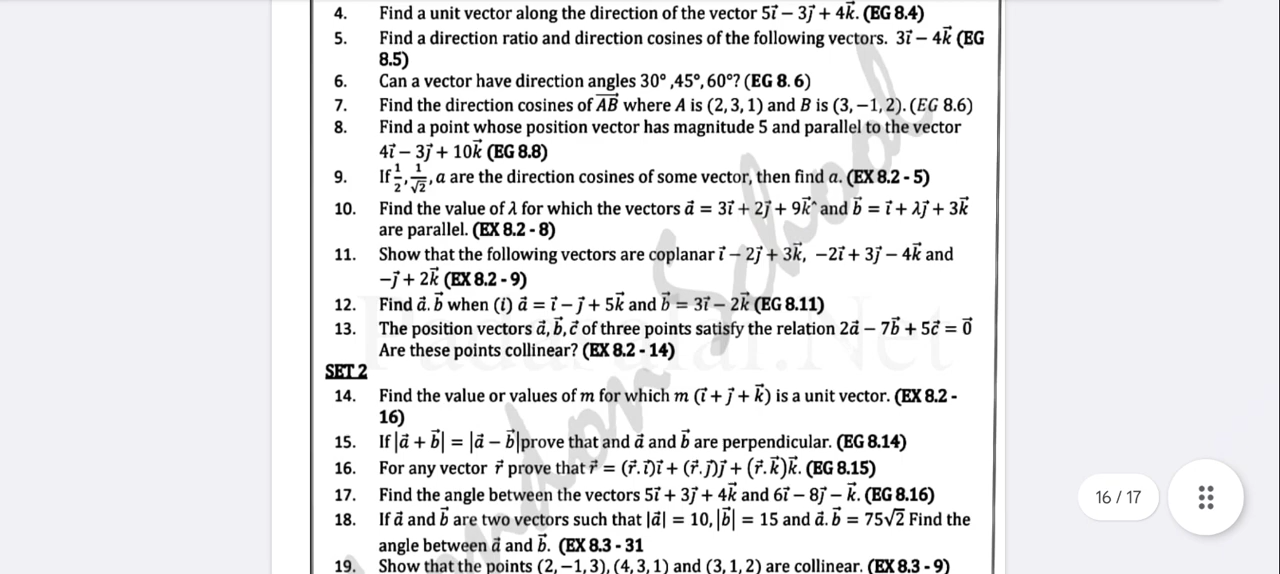 4. Find a unit vector along the direction of the vector 5i⃗ − 3j⃗ + 4k⃗. (EG 8.4)
5. Find a direction ratio and direction cosines of the following vectors. 3i⃗ − 4k⃗ (EG
8.5)
6. Can a vector have direction angles 30° ,45°, 60°? (EG 8. 6)
7. Find the direction cosines of A⃗B⃗ where A is (2, 3, 1) and B is (3, −1, 2). (EG 8.6)
8. Find a point whose position vector has magnitude 5 and parallel to the vector
4i⃗ − 3j⃗ + 10k⃗ (EG 8.8)
9. If 1/2, 1/√2, a are the direction cosines of some vector, then find a. (EX 8.2 - 5)
10. Find the value of λ for which the vectors a⃗ = 3i⃗ + 2j⃗ + 9k⃗^ and b⃗ = i⃗ + λj⃗ + 3k⃗
are parallel. (EX 8.2 - 8)
11. Show that the following vectors are coplanar i⃗ − 2j⃗ + 3k⃗, −2i⃗ + 3j⃗ − 4k⃗ and
−j⃗ + 2k⃗ (EX 8.2 - 9)
12. Find a⃗. b⃗ when (i) a⃗ = i⃗ − j⃗ + 5k⃗ and b⃗ = 3i⃗ − 2k⃗ (EG 8.11)
13. The position vectors a⃗, b⃗, c⃗ of three points satisfy the relation 2a⃗ − 7b⃗ + 5c⃗ = 0⃗
Are these points collinear? (EX 8.2 - 14)
SET 2
14. Find the value or values of m for which m (i⃗ + j⃗ + k⃗) is a unit vector. (EX 8.2 -
16)
15. If |a⃗ + b⃗| = |a⃗ − b⃗|prove that and a⃗ and b⃗ are perpendicular. (EG 8.14)
16. For any vector r⃗ prove that r⃗ = (r⃗. i⃗)i⃗ + (r⃗. j⃗)j⃗ + (r⃗. k⃗)k⃗. (EG 8.15)
17. Find the angle between the vectors 5i⃗ + 3j⃗ + 4k⃗ and 6i⃗ − 8j⃗ − k⃗. (EG 8.16)
18. If a⃗ and b⃗ are two vectors such that |a⃗| = 10, |b⃗| = 15 and a⃗. b⃗ = 75√2 Find the
angle between a⃗ and b⃗. (EX 8.3 - 31
19. Show that the points (2, −1, 3), (4, 3, 1) and (3, 1, 2) are collinear. (EX 8.3 - 9)
16 / 17